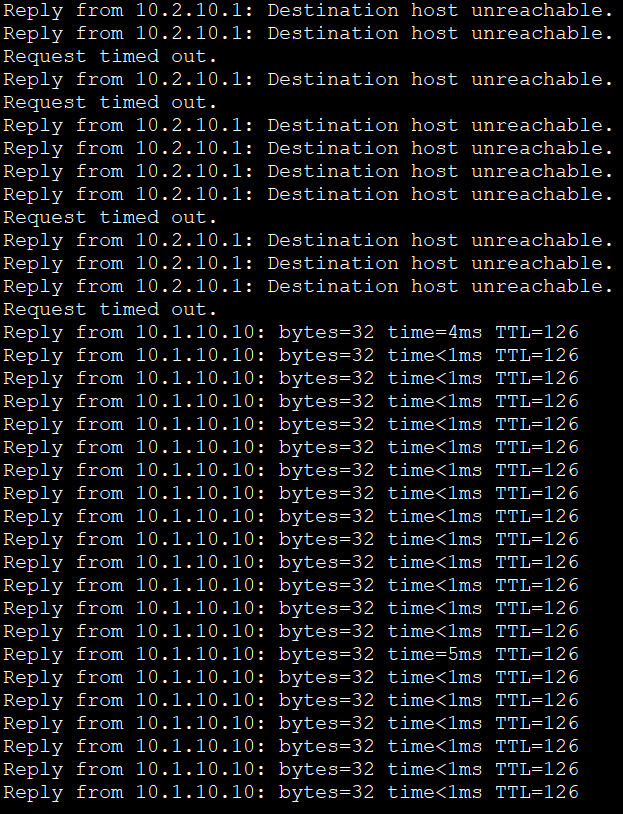 Reply from 10.2.10.1: Destination host unreachable.
Reply from 10.2.10.1: Destination host unreachable.
Request timed out.
Reply from 10.2.10.1: Destination host unreachable.
Request timed out.
Reply from 10.2.10.1: Destination host unreachable.
Reply from 10.2.10.1: Destination host unreachable.
Reply from 10.2.10.1: Destination host unreachable.
Reply from 10.2.10.1: Destination host unreachable.
Request timed out.
Reply from 10.2.10.1: Destination host unreachable.
Reply from 10.2.10.1: Destination host unreachable.
Reply from 10.2.10.1: Destination host unreachable.
Request timed out.
Reply from 10.1.10.10: bytes=32 time=4ms TTL=126
Reply from 10.1.10.10: bytes=32 time<1ms TTL=126
Reply from 10.1.10.10: bytes=32 time<1ms TTL=126
Reply from 10.1.10.10: bytes=32 time<1ms TTL=126
Reply from 10.1.10.10: bytes=32 time<1ms TTL=126
Reply from 10.1.10.10: bytes=32 time<1ms TTL=126
Reply from 10.1.10.10: bytes=32 time<1ms TTL=126
Reply from 10.1.10.10: bytes=32 time<1ms TTL=126
Reply from 10.1.10.10: bytes=32 time<1ms TTL=126
Reply from 10.1.10.10: bytes=32 time<1ms TTL=126
Reply from 10.1.10.10: bytes=32 time<1ms TTL=126
Reply from 10.1.10.10: bytes=32 time<1ms TTL=126
Reply from 10.1.10.10: bytes=32 time<1ms TTL=126
Reply from 10.1.10.10: bytes=32 time<1ms TTL=126
Reply from 10.1.10.10: bytes=32 time=5ms TTL=126
Reply from 10.1.10.10: bytes=32 time<1ms TTL=126
Reply from 10.1.10.10: bytes=32 time<1ms TTL=126
Reply from 10.1.10.10: bytes=32 time<1ms TTL=126
Reply from 10.1.10.10: bytes=32 time<1ms TTL=126
Reply from 10.1.10.10: bytes=32 time<1ms TTL=126
Reply from 10.1.10.10: bytes=32 time<1ms TTL=126